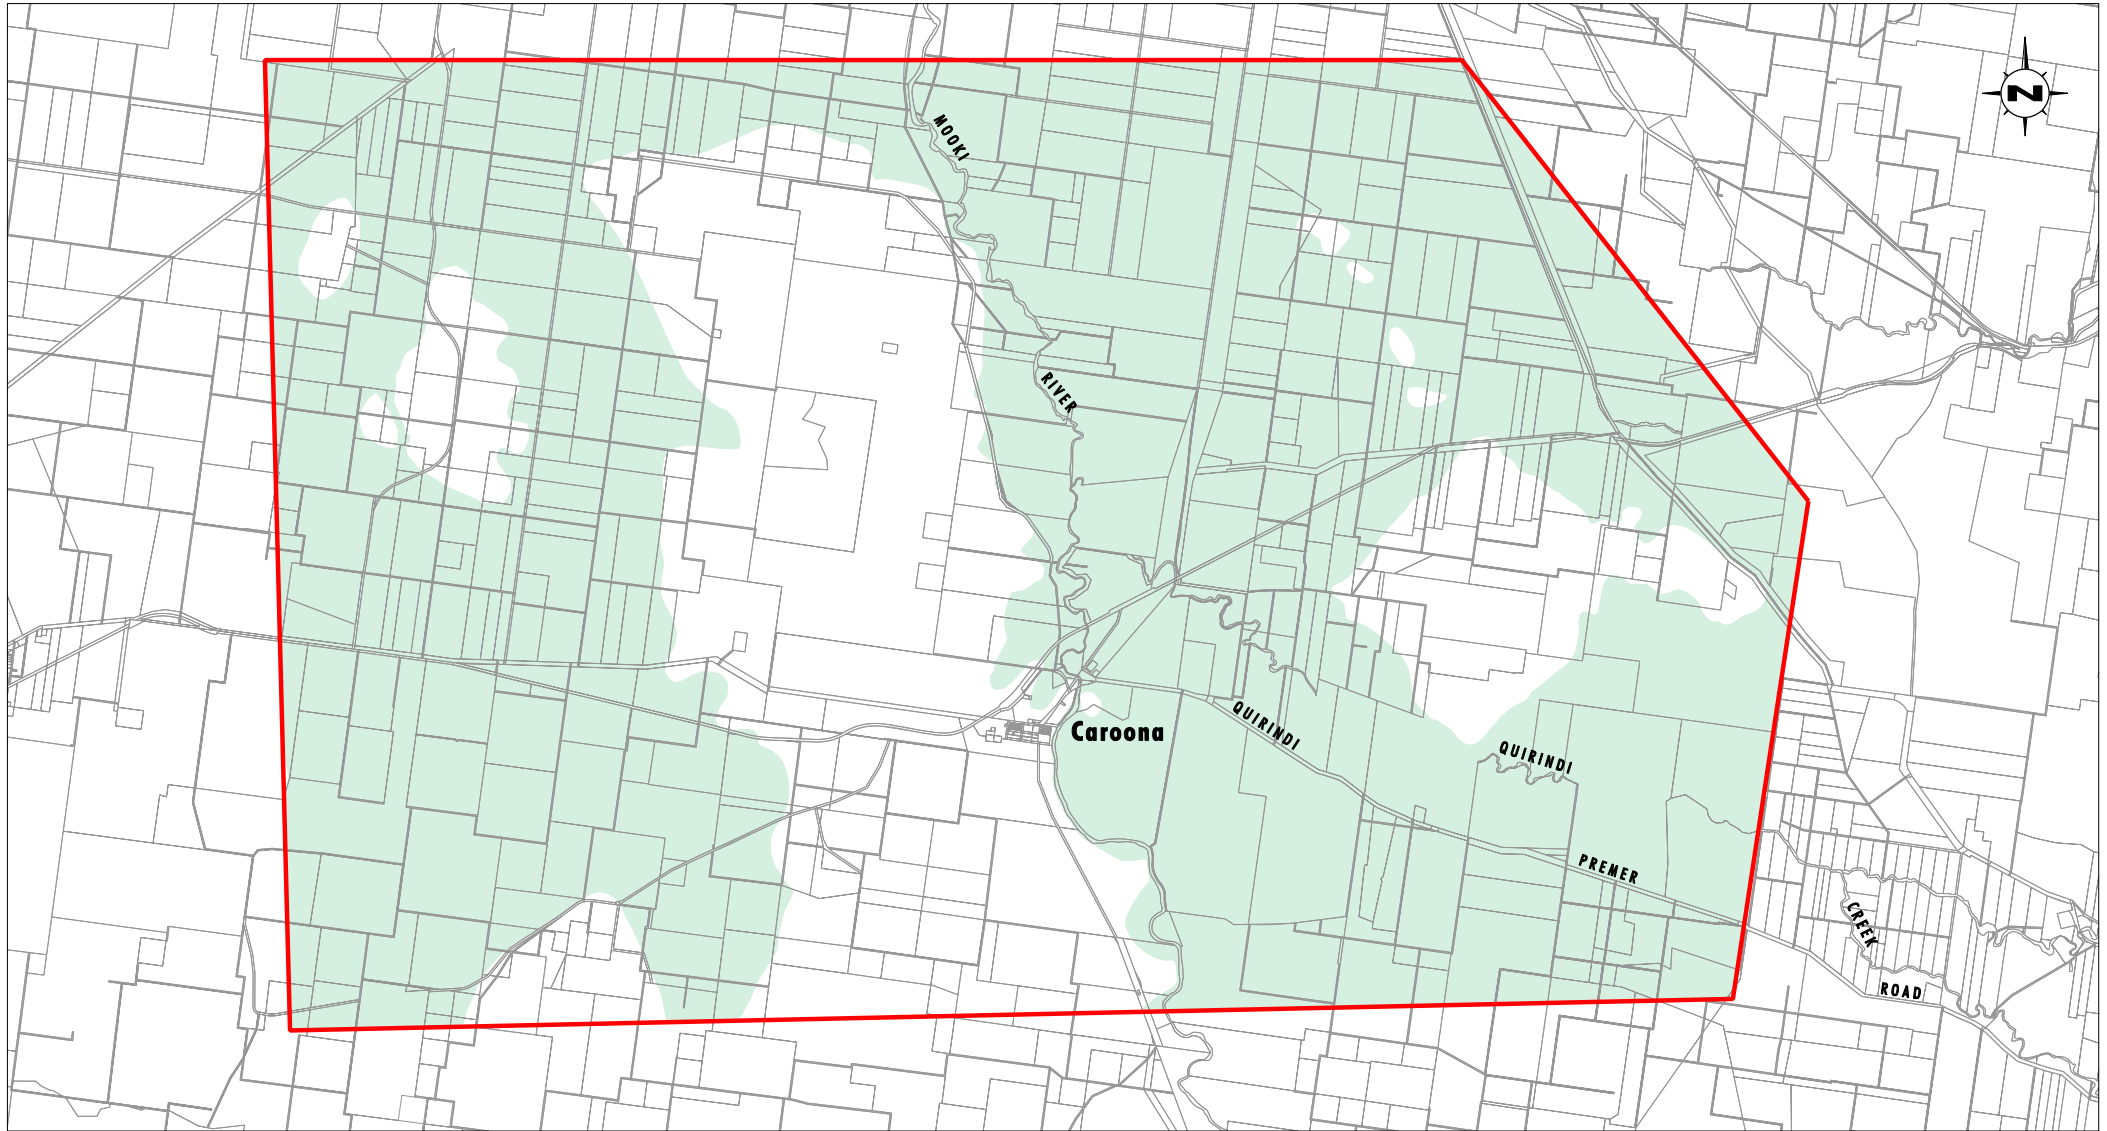 N
MOOKI
RIVER
Caroona
QUIRINDI
QUIRINDI
PREMER
CREEK
ROAD